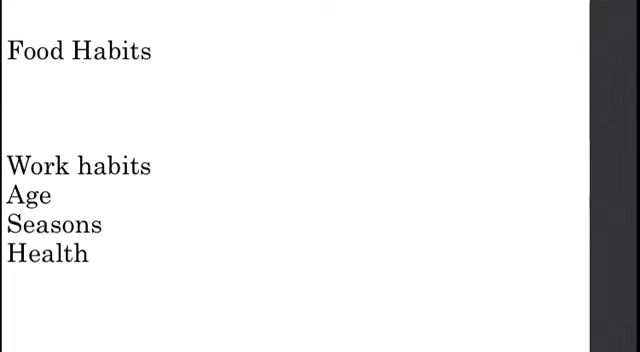 Food Habits
Work habits
Age
Seasons
Health